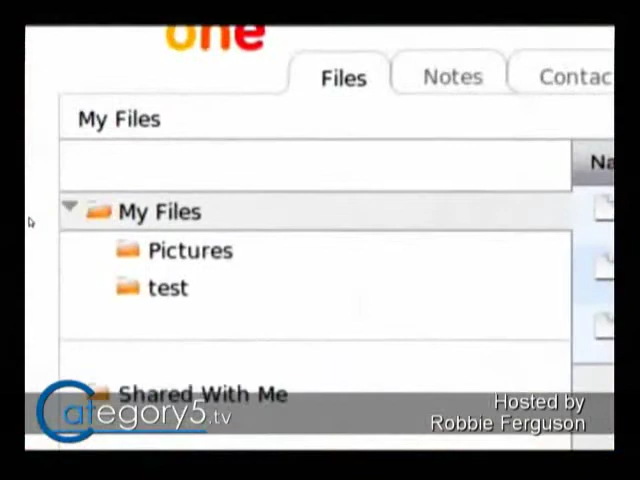 one
Files
Notes
Contac
My Files
Na
My Files
Pictures
test
Shared With Me
Category5.tv
Hosted by
Robbie Ferguson